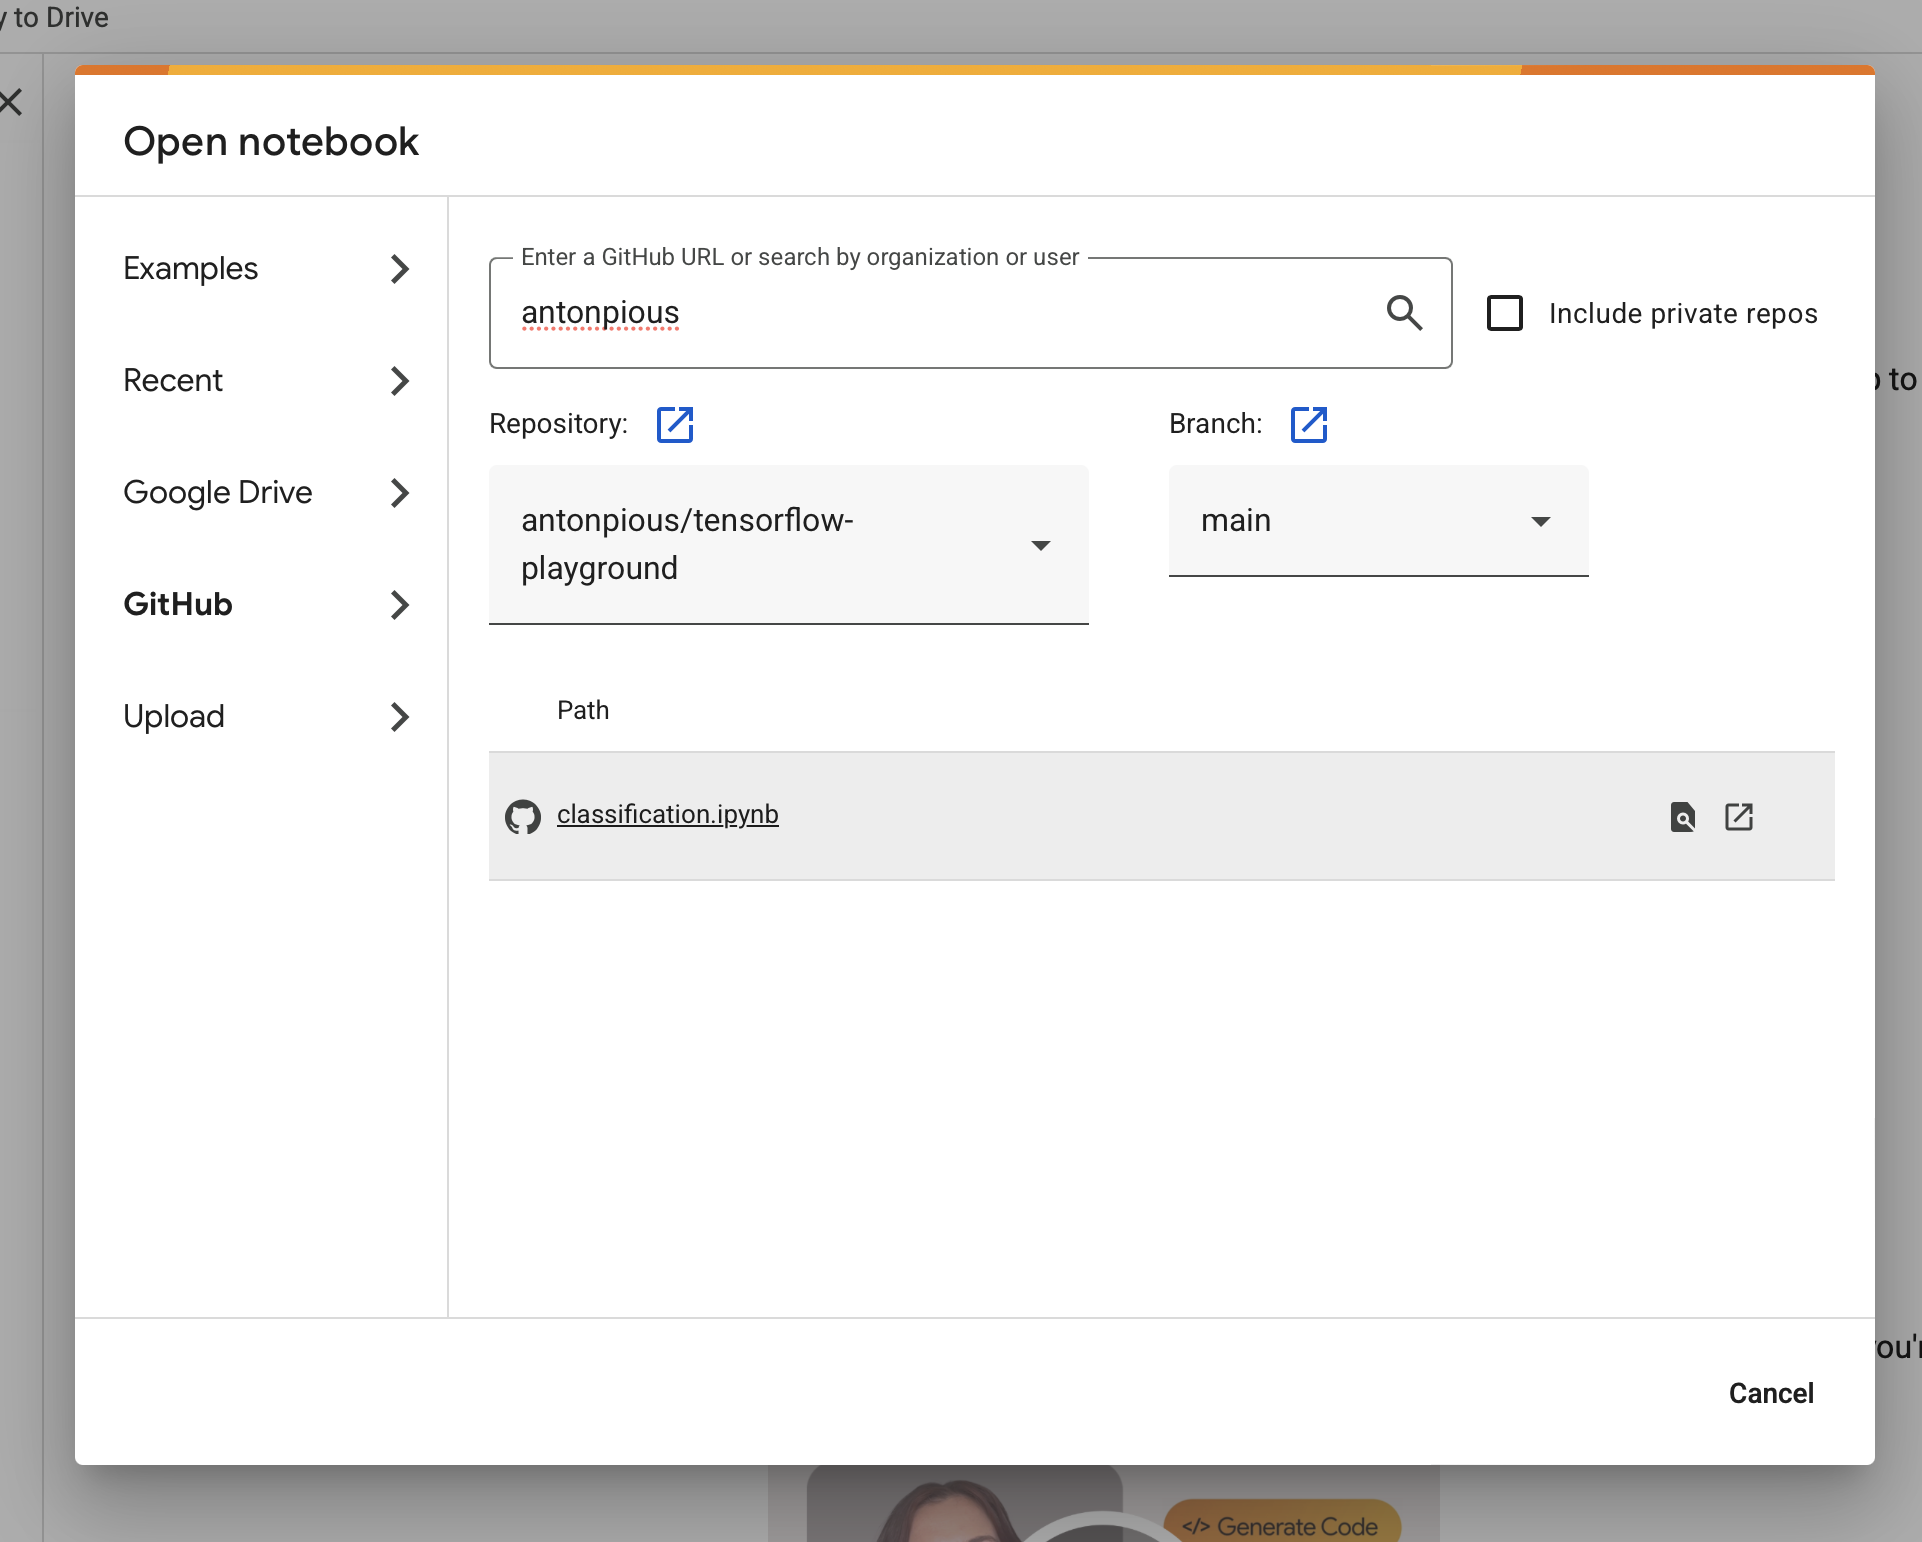 to Drive
Open notebook
Examples
Recent
Google Drive
GitHub
Upload
Enter a GitHub URL or search by organization or user
antonpious
Include private repos
Repository:
Branch:
antonpious/tensorflow-
playground
main
Path
classification.ipynb
Cancel
to
</> Generate Code